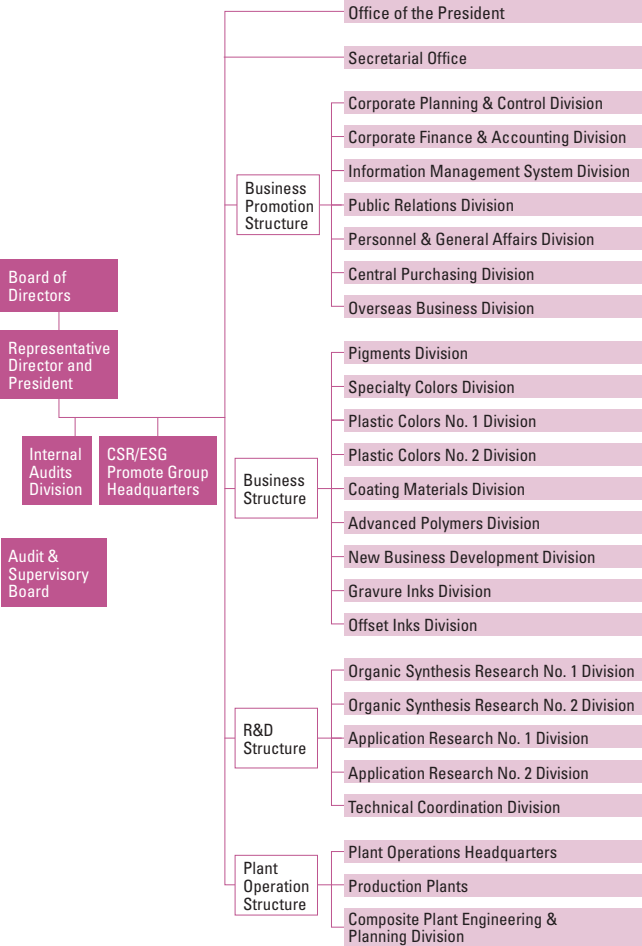 Board of
Directors
Representative
Director and
President
Internal
Audits
Division
CSR/ESG
Promote Group
Headquarters
Audit &
Supervisory
Board
Office of the President
Secretarial Office
Business
Promotion
Structure
Corporate Planning & Control Division
Corporate Finance & Accounting Division
Information Management System Division
Public Relations Division
Personnel & General Affairs Division
Central Purchasing Division
Overseas Business Division
Business
Structure
Pigments Division
Specialty Colors Division
Plastic Colors No. 1 Division
Plastic Colors No. 2 Division
Coating Materials Division
Advanced Polymers Division
New Business Development Division
Gravure Inks Division
Offset Inks Division
R&D
Structure
Organic Synthesis Research No. 1 Division
Organic Synthesis Research No. 2 Division
Application Research No. 1 Division
Application Research No. 2 Division
Technical Coordination Division
Plant
Operation
Structure
Plant Operations Headquarters
Production Plants
Composite Plant Engineering &
Planning Division